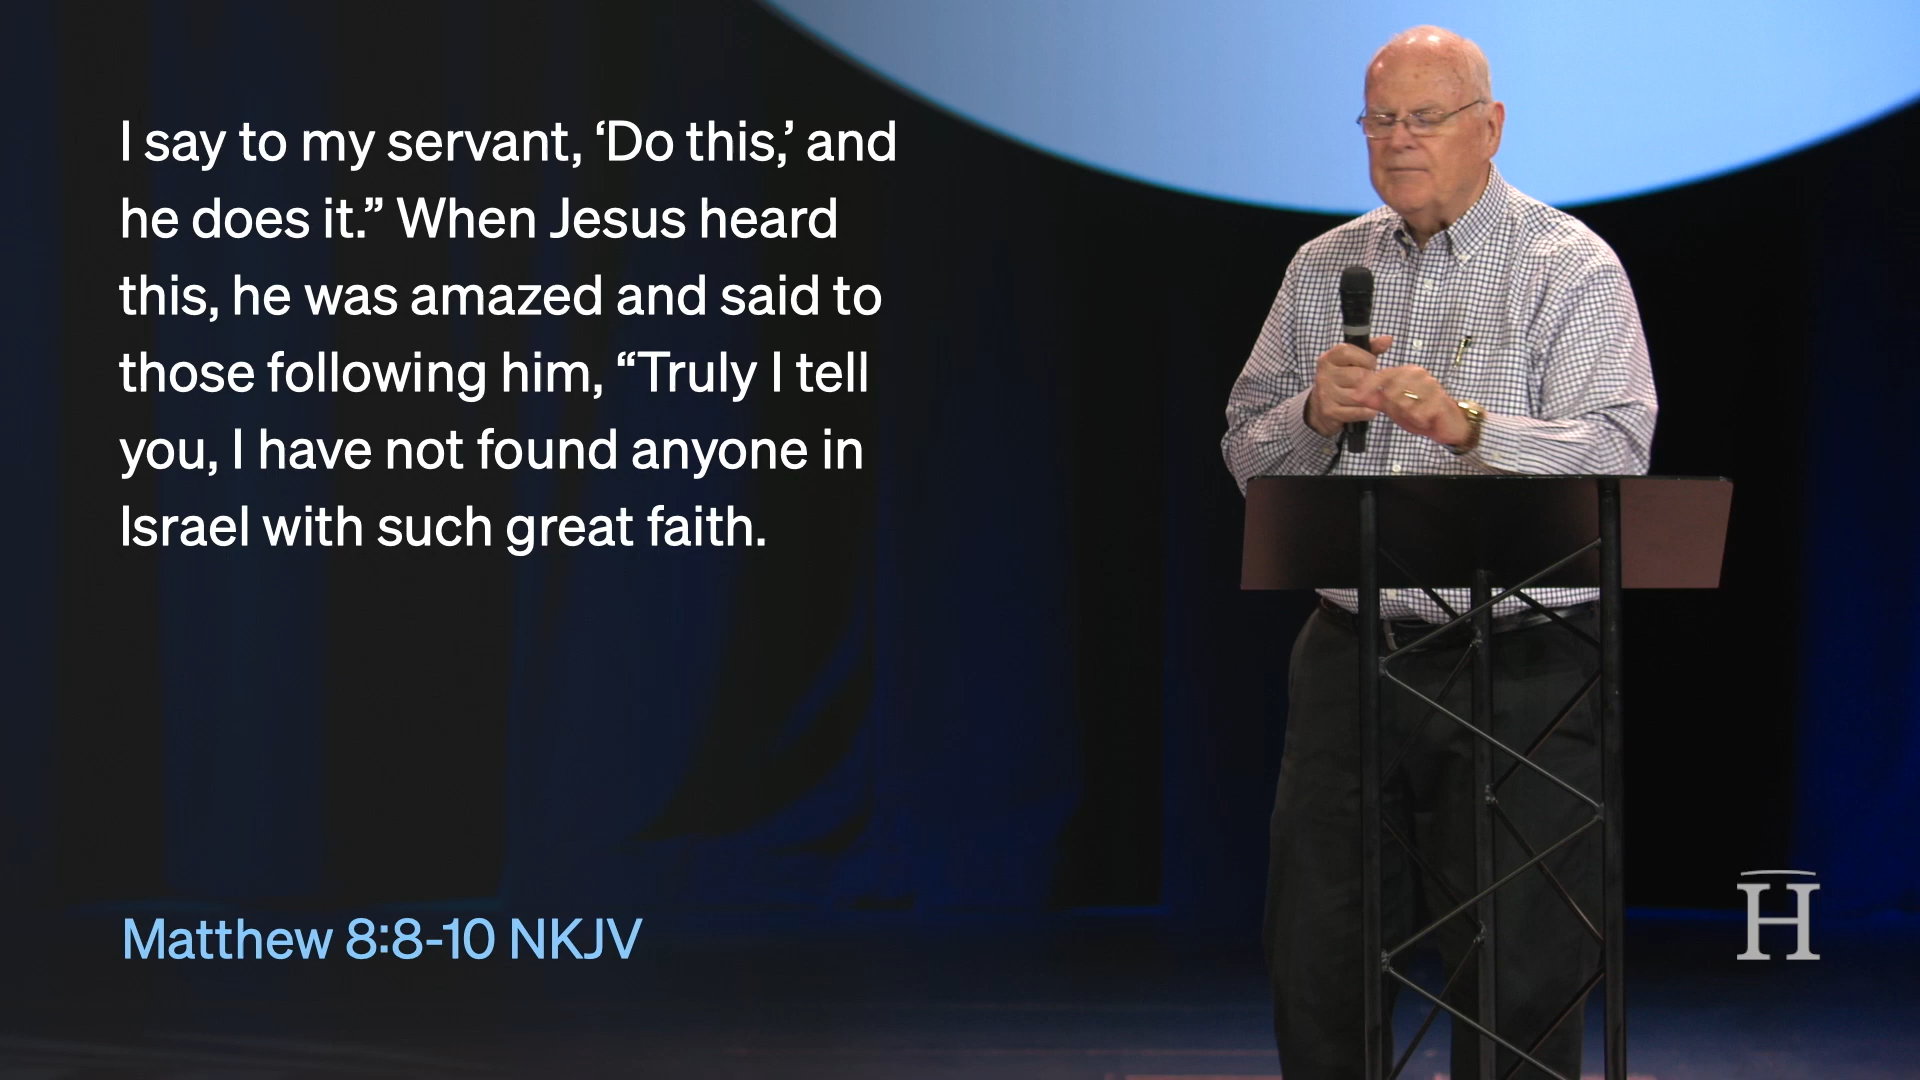 I say to my servant, ‘Do this,’ and
he does it.” When Jesus heard
this, he was amazed and said to
those following him, “Truly I tell
you, I have not found anyone in
Israel with such great faith.
Matthew 8:8-10 NKJV
H